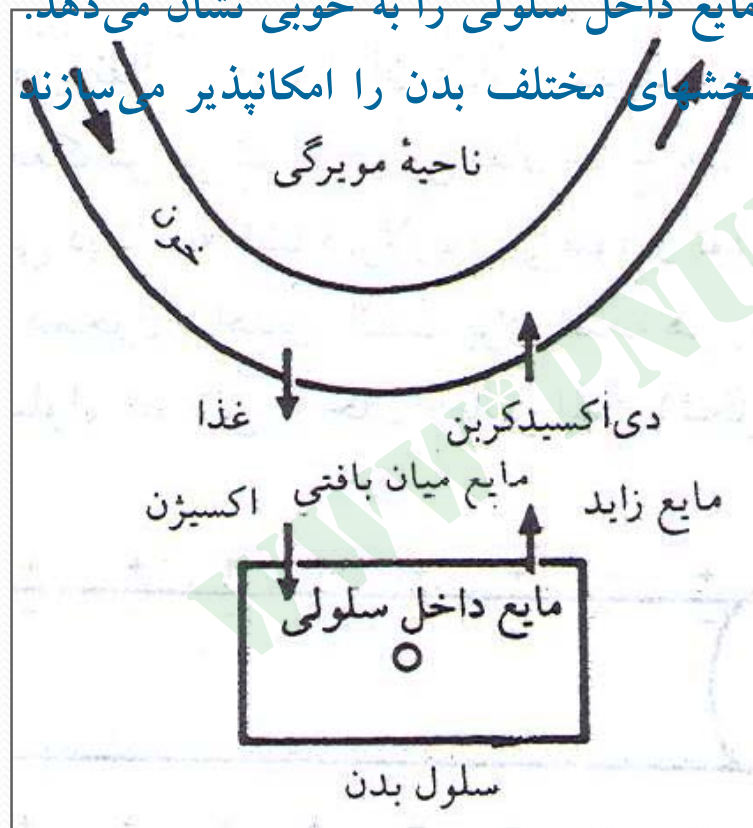 مایع داخل سلولی را به خوبی نشان می‌دهد.
بخشهای مختلف بدن را امکانپذیر می‌سازند
ناحیهٔ مویرگی
خون
غذا
دی‌اکسیدکربن
اکسیژن
مایع میان بافتی
مایع زاید
مایع داخل سلولی
سلول بدن